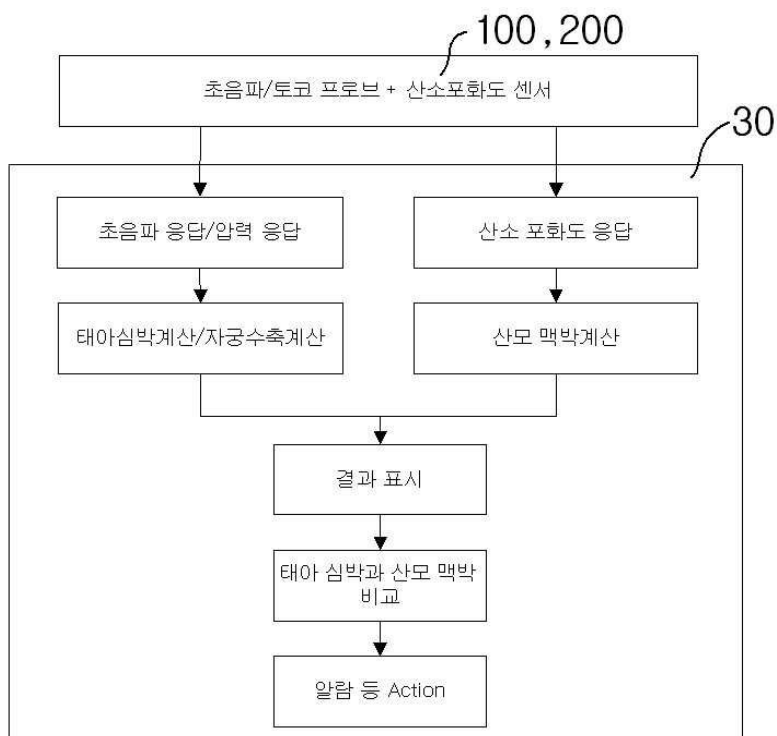 100,200
초음파/토코 프로브 + 산소포화도 센서
30
초음파 응답/압력 응답
산소 포화도 응답
태아심박계산/자궁수축계산
산모 맥박계산
결과 표시
태아 심박과 산모 맥박
비교
알람 등 Action